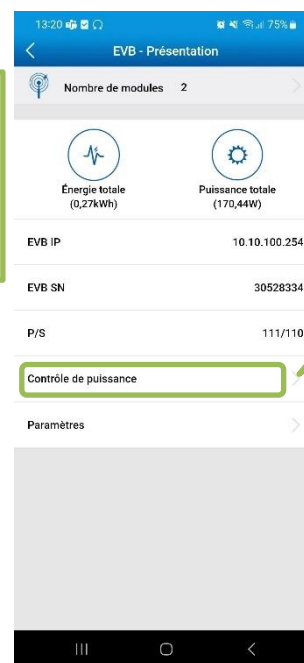 13:20 75%
EVB - Présentation
Nombre de modules 2
Énergie totale
(0,27kWh)
Puissance totale
(170,44W)
EVB IP 10.10.100.254
EVB SN 30528334
P/S 111/110
Contrôle de puissance
Paramètres